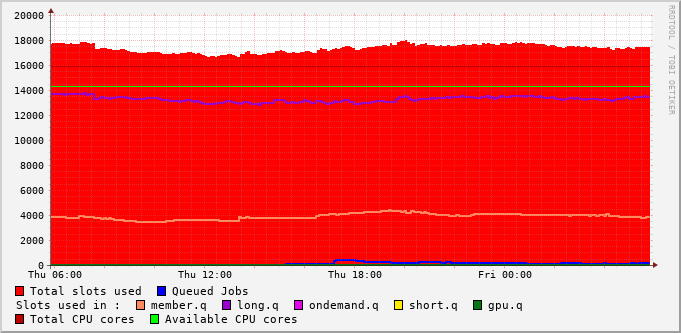 20000
18000
16000
14000
12000
10000
8000
6000
4000
2000
0
Thu 06:00 Thu 12:00 Thu 18:00 Fri 00:00
RRDTOOL / TOBI OETIKER
Total slots used Queued Jobs
Slots used in : member.q long.q ondemand.q short.q gpu.q
Total CPU cores Available CPU cores